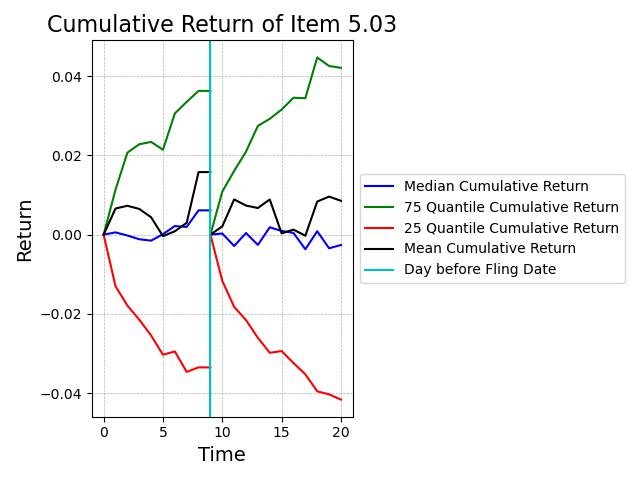 Cumulative Return of Item 5.03
Return
0.04
0.02
0.00
−0.02
−0.04
0 5 10 15 20
Time
Median Cumulative Return
75 Quantile Cumulative Return
25 Quantile Cumulative Return
Mean Cumulative Return
Day before Fling Date